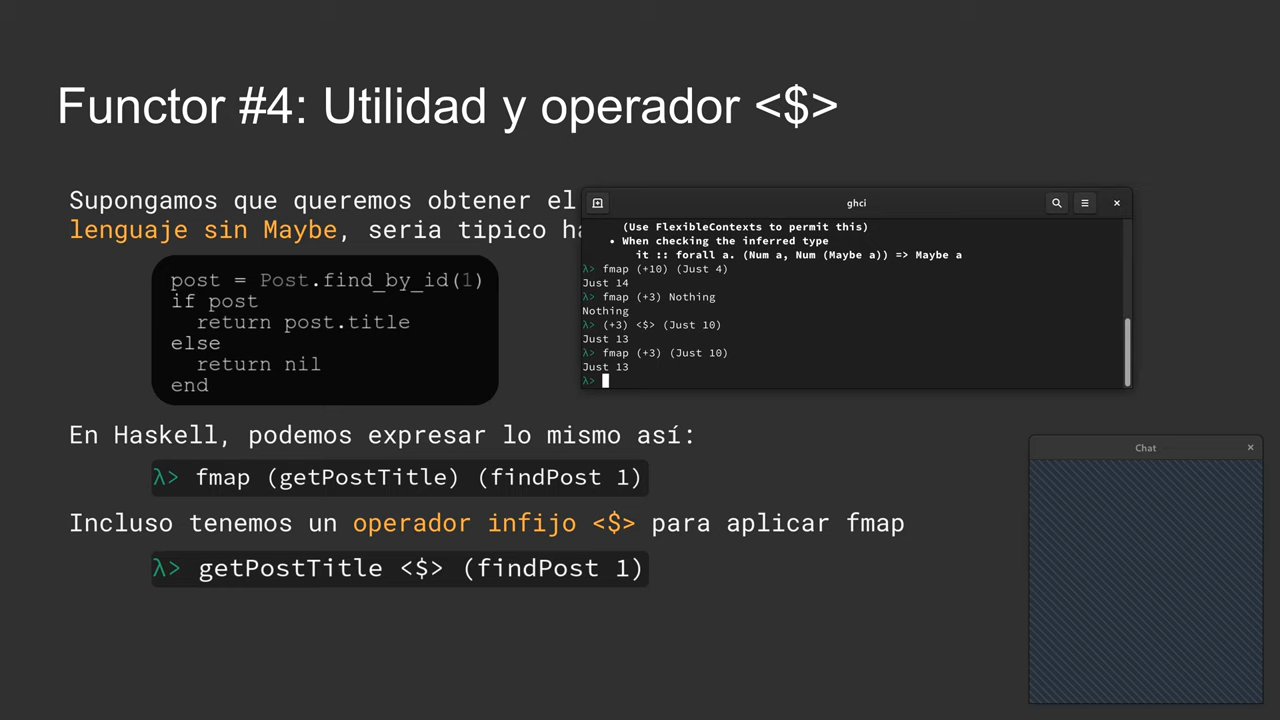 Functor #4: Utilidad y operador <$>
Supongamos que queremos obtener el
lenguaje sin Maybe, seria tipico ha
post = Post.find_by_id(1)
if post
return post.title
else
return nil
end
ghci
(Use FlexibleContexts to permit this)
• When checking the inferred type
it :: forall a. (Num a, Num (Maybe a)) => Maybe a
λ> fmap (+10) (Just 4)
Just 14
λ> fmap (+3) Nothing
Nothing
λ> (+3) <$> (Just 10)
Just 13
λ> fmap (+3) (Just 10)
Just 13
λ>
En Haskell, podemos expresar lo mismo así:
λ> fmap (getPostTitle) (findPost 1)
Incluso tenemos un operador infijo <$> para aplicar fmap
λ> getPostTitle <$> (findPost 1)
Chat